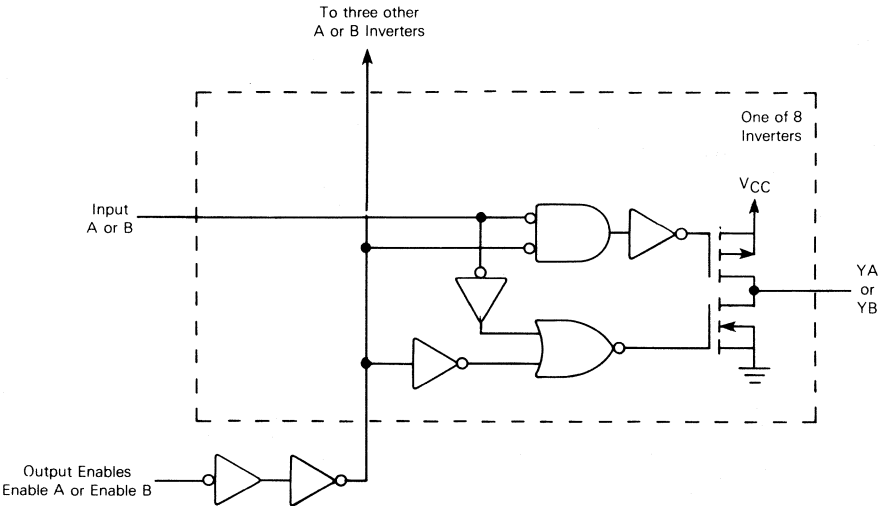 To three other
A or B Inverters
One of 8
Inverters
VCC
Input
A or B
YA
or
YB
Output Enables
Enable A or Enable B